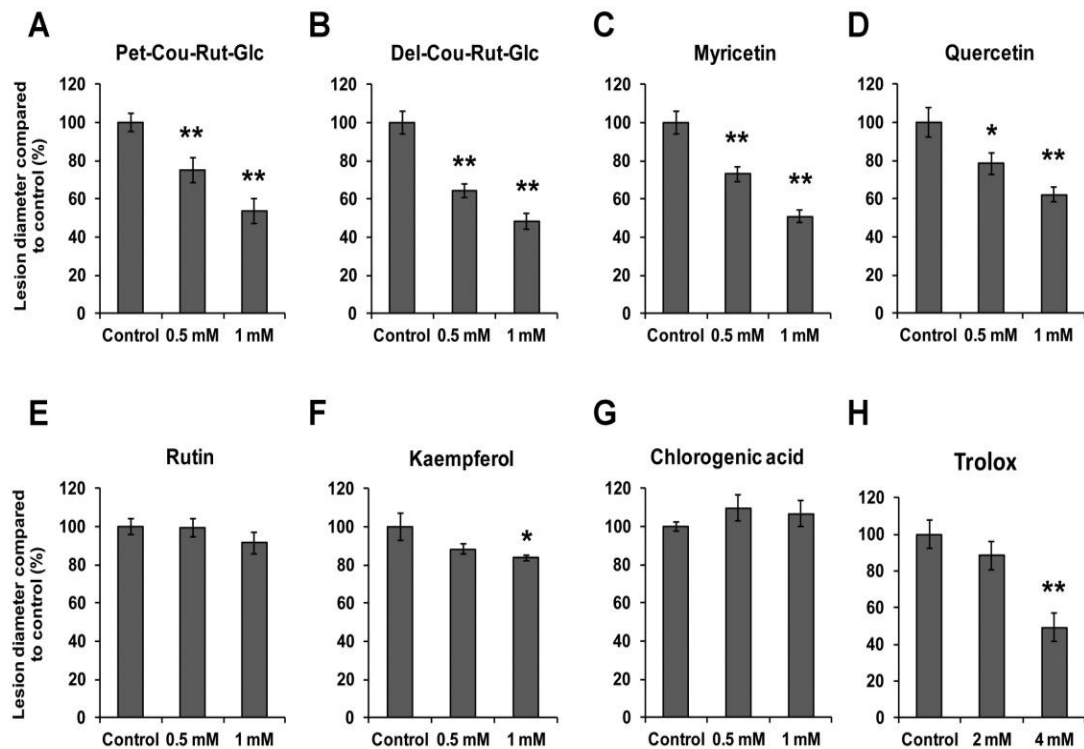 A
Pet-Cou-Rut-Glc
Lesion diameter compared
to control (%)
120
100
80
60
40
20
0
Control 0.5 mM 1 mM
**
**
B
Del-Cou-Rut-Glc
120
100
80
60
40
20
0
Control 0.5 mM 1 mM
**
**
C
Myricetin
120
100
80
60
40
20
0
Control 0.5 mM 1 mM
**
**
D
Quercetin
120
100
80
60
40
20
0
Control 0.5 mM 1 mM
*
**
E
Rutin
Lesion diameter compared
to control (%)
120
100
80
60
40
20
0
Control 0.5 mM 1 mM
F
Kaempferol
120
100
80
60
40
20
0
Control 0.5 mM 1 mM
*
G
Chlorogenic acid
120
100
80
60
40
20
0
Control 0.5 mM 1 mM
H
Trolox
120
100
80
60
40
20
0
Control 2 mM 4 mM
**